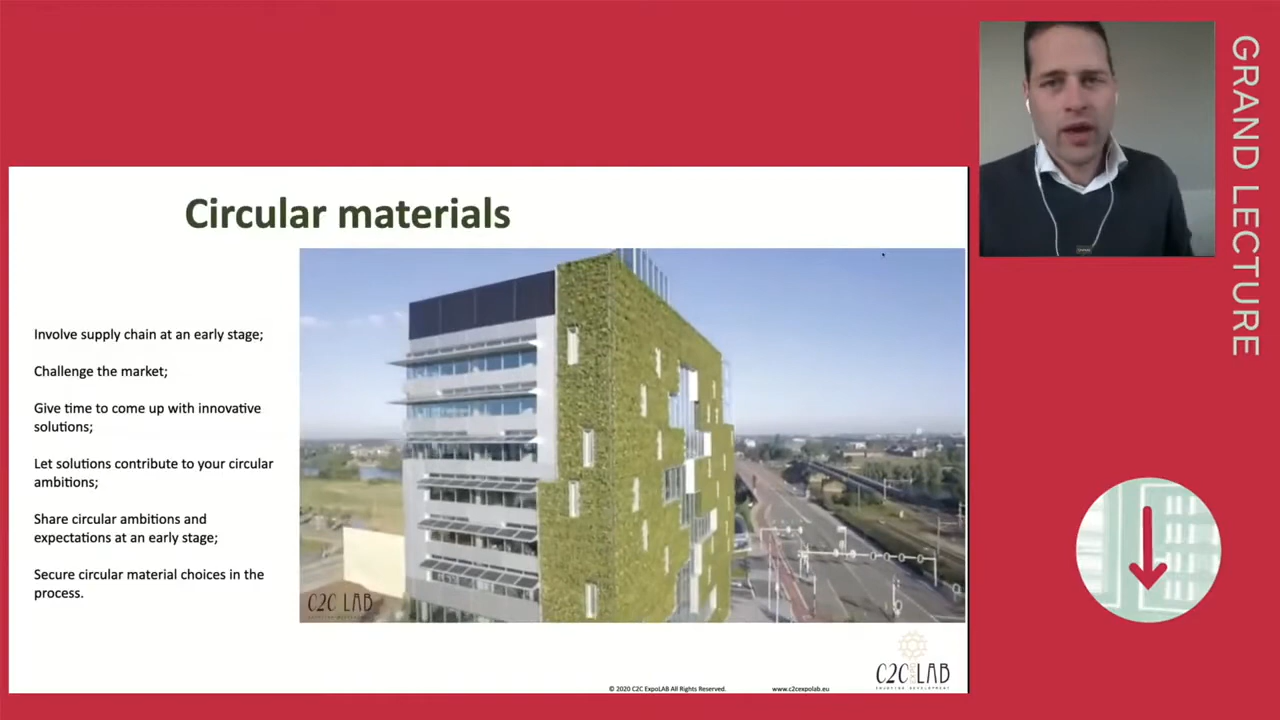 GRAND LECTURE
Circular materials
Involve supply chain at an early stage;
Challenge the market;
Give time to come up with innovative
solutions;
Let solutions contribute to your circular
ambitions;
Share circular ambitions and
expectations at an early stage;
Secure circular material choices in the
process.
C2C LAB
C2C EXPO LAB
ENJOYING DEVELOPMENT
© 2020 C2C ExpoLAB All Rights Reserved.
www.c2cexpolab.eu